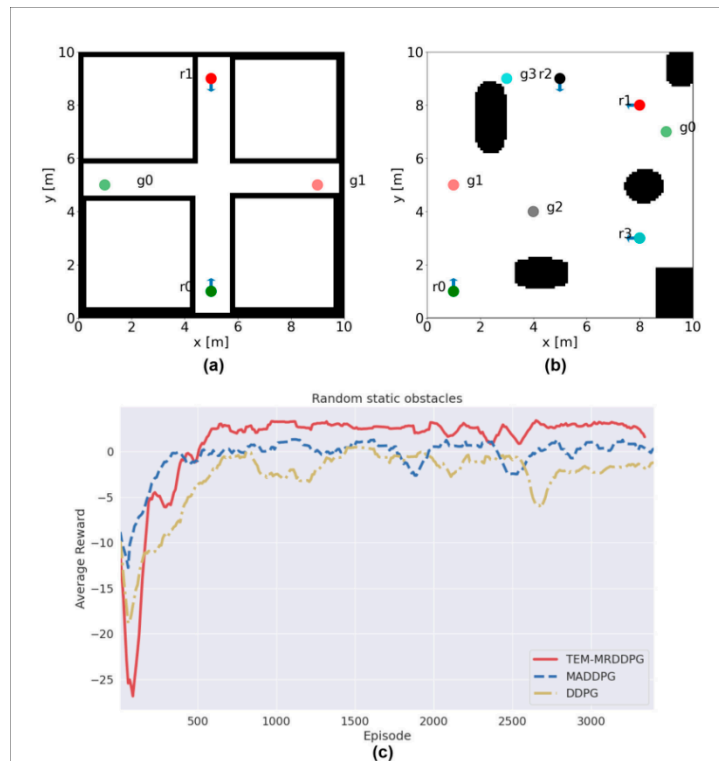 10
8
6
4
2
0
y [m]
r1
g0
g1
r0
0 2 4 6 8 10
x [m]
(a)
10
8
6
4
2
0
y [m]
g3 r2
r1
g0
g1
g2
r3
r0
0 2 4 6 8 10
x [m]
(b)
Random static obstacles
0
−5
−10
−15
−20
−25
Average Reward
TEM-MRDDPG
MADDPG
DDPG
500 1000 1500 2000 2500 3000
Episode
(c)